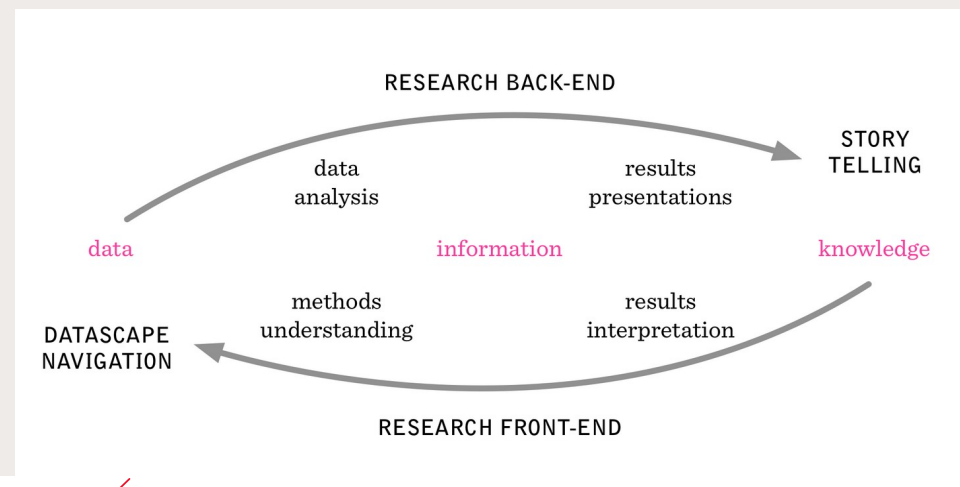 RESEARCH BACK-END
STORY
TELLING
data
analysis
results
presentations
data
information
knowledge
methods
understanding
results
interpretation
DATASCAPE
NAVIGATION
RESEARCH FRONT-END